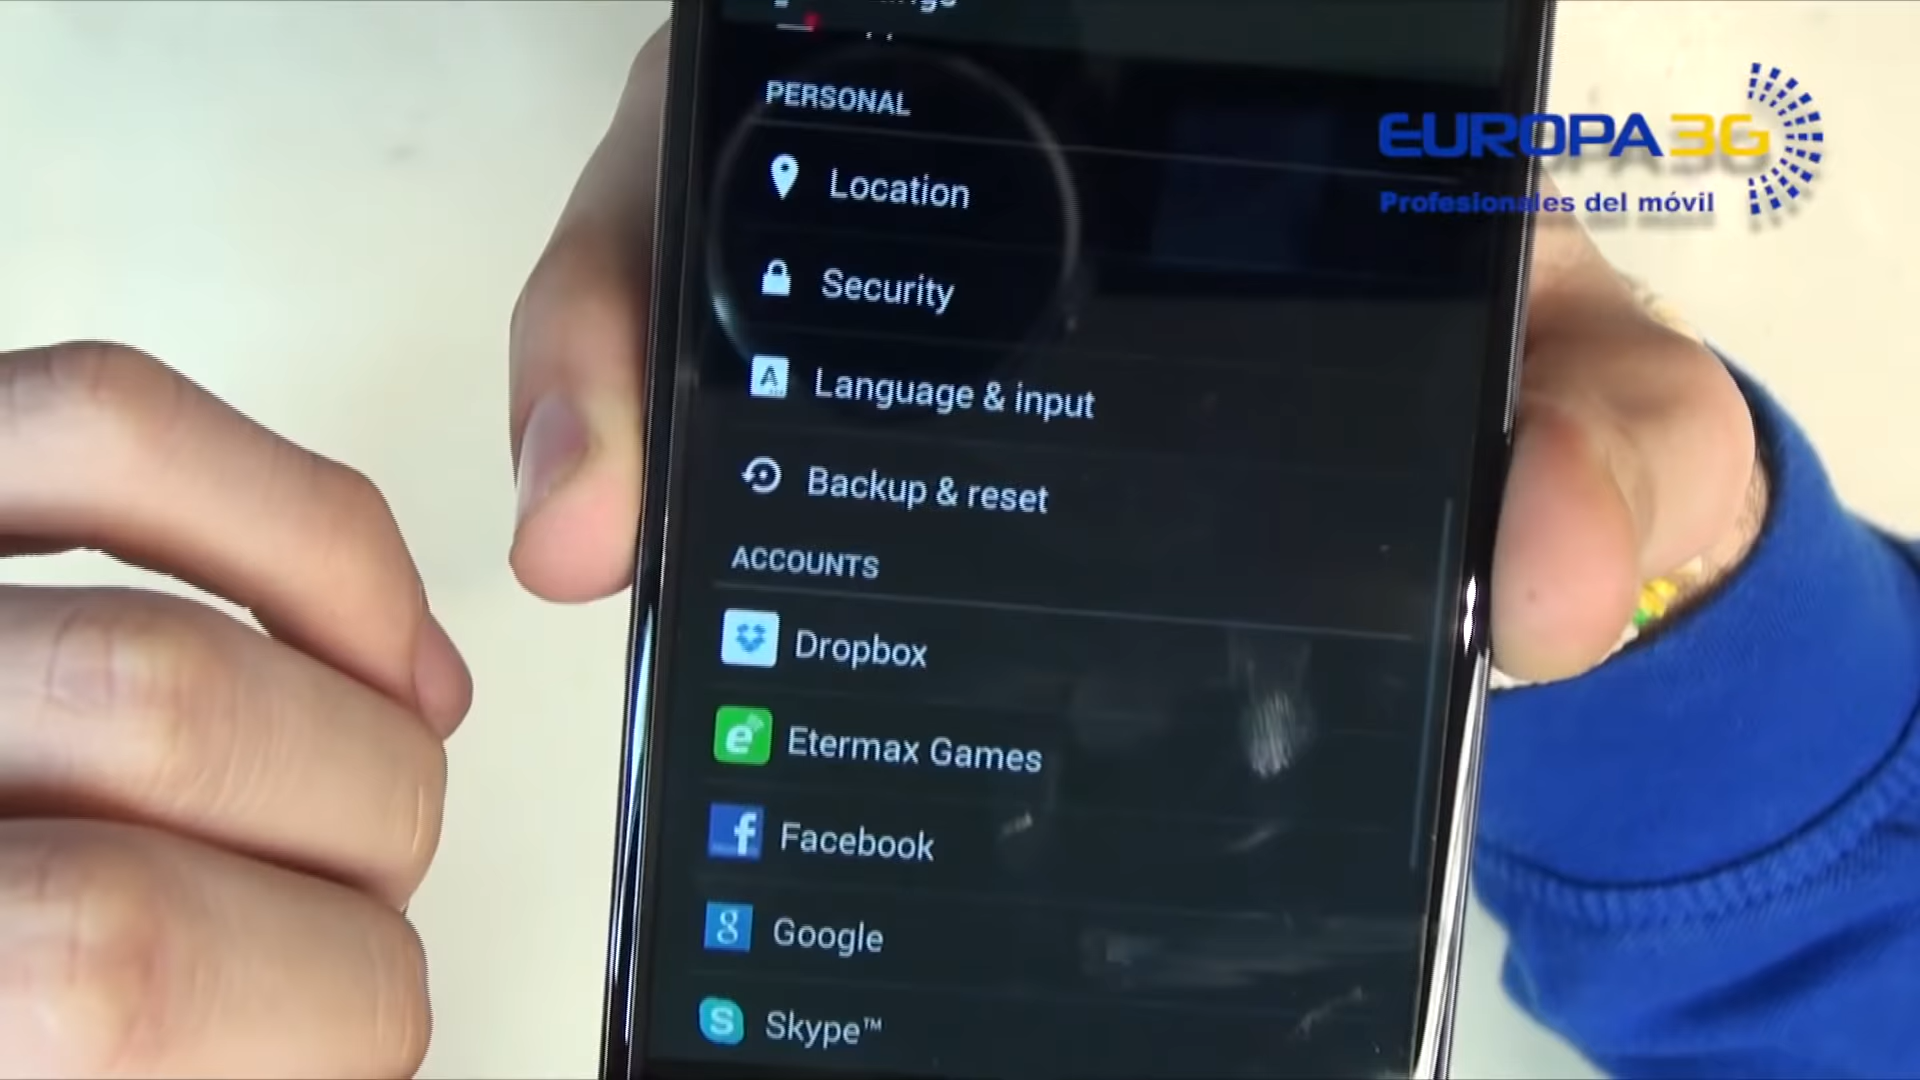 PERSONAL
Location
Security
Language & input
Backup & reset
ACCOUNTS
Dropbox
Etermax Games
Facebook
Google
Skype™
EUROPA3G
Profesionales del móvil